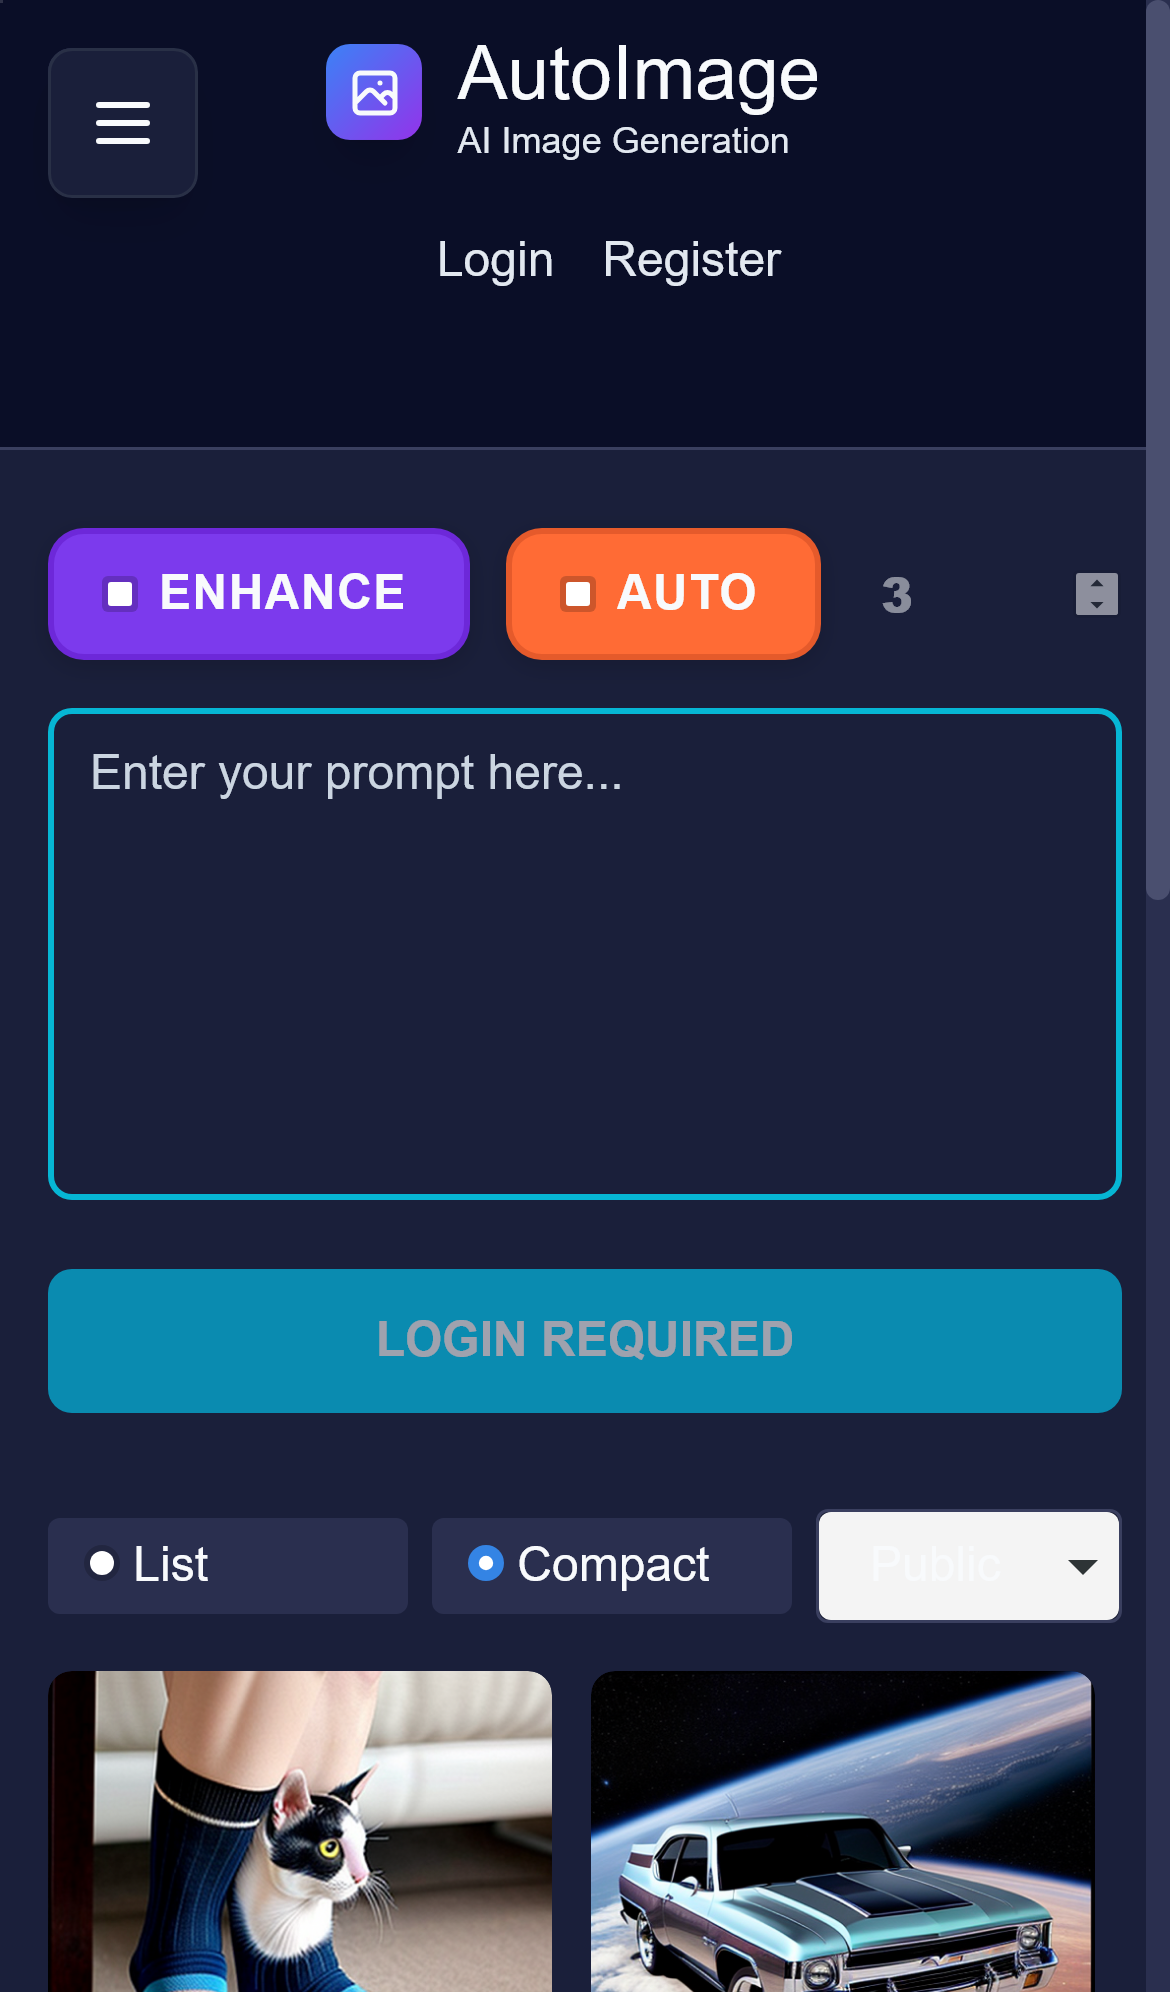 AutoImage
AI Image Generation
Login Register
ENHANCE AUTO 3
Enter your prompt here...
LOGIN REQUIRED
List Compact Public